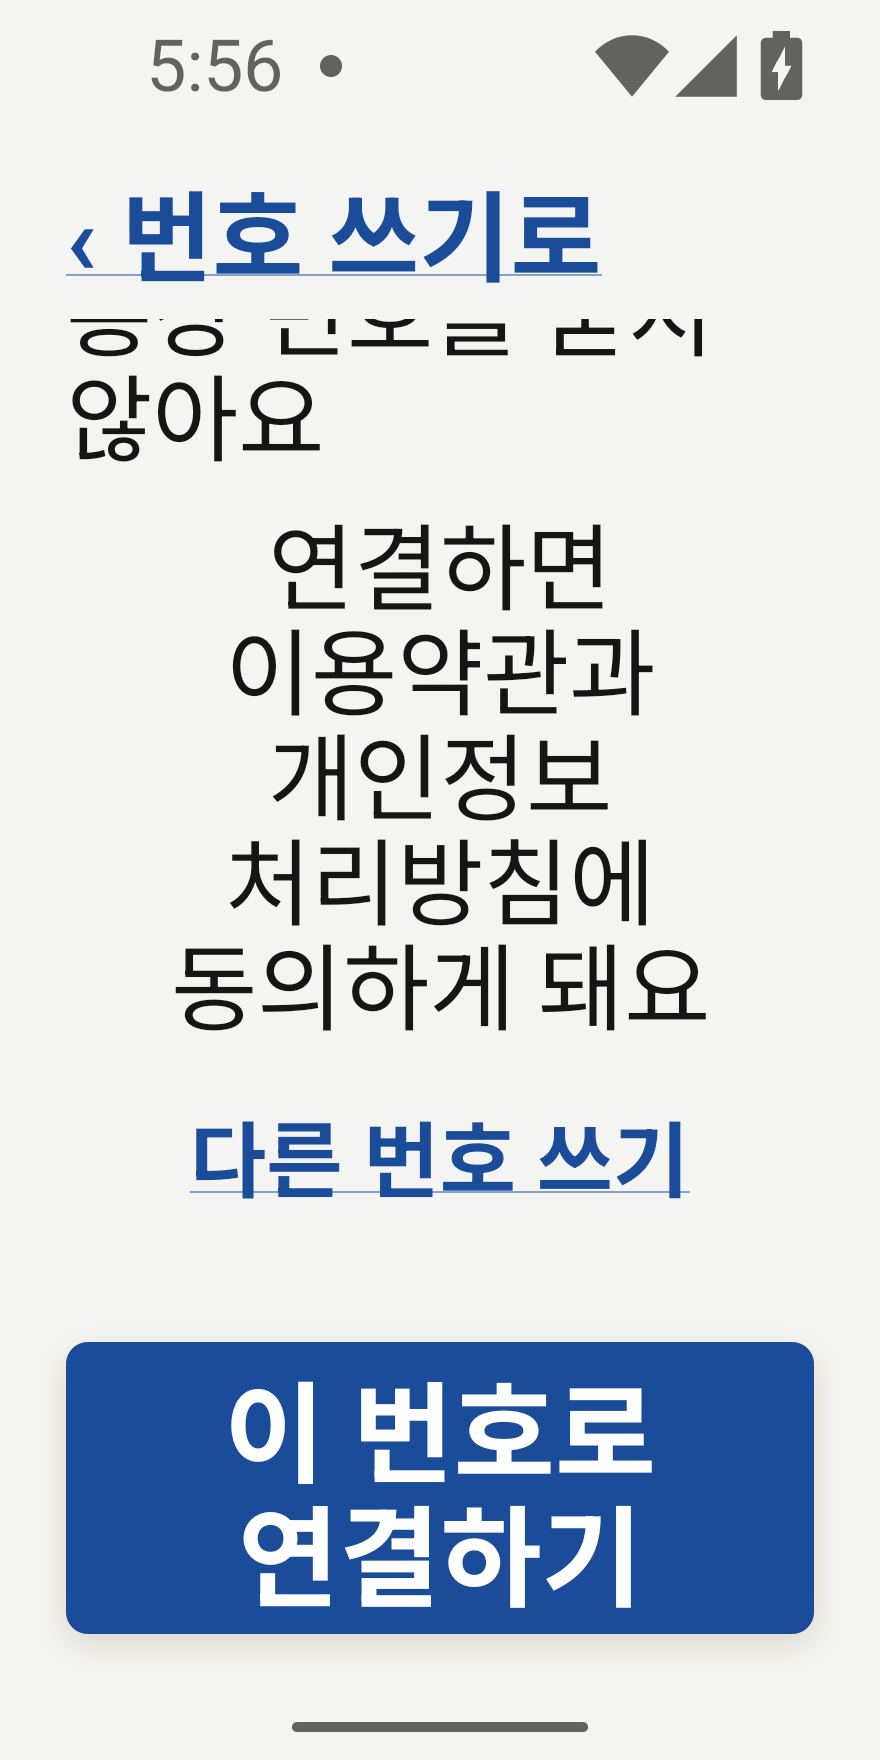 5:56
‹ 번호 쓰기로
않아요
연결하면
이용약관과
개인정보
처리방침에
동의하게 돼요
다른 번호 쓰기
이 번호로
연결하기